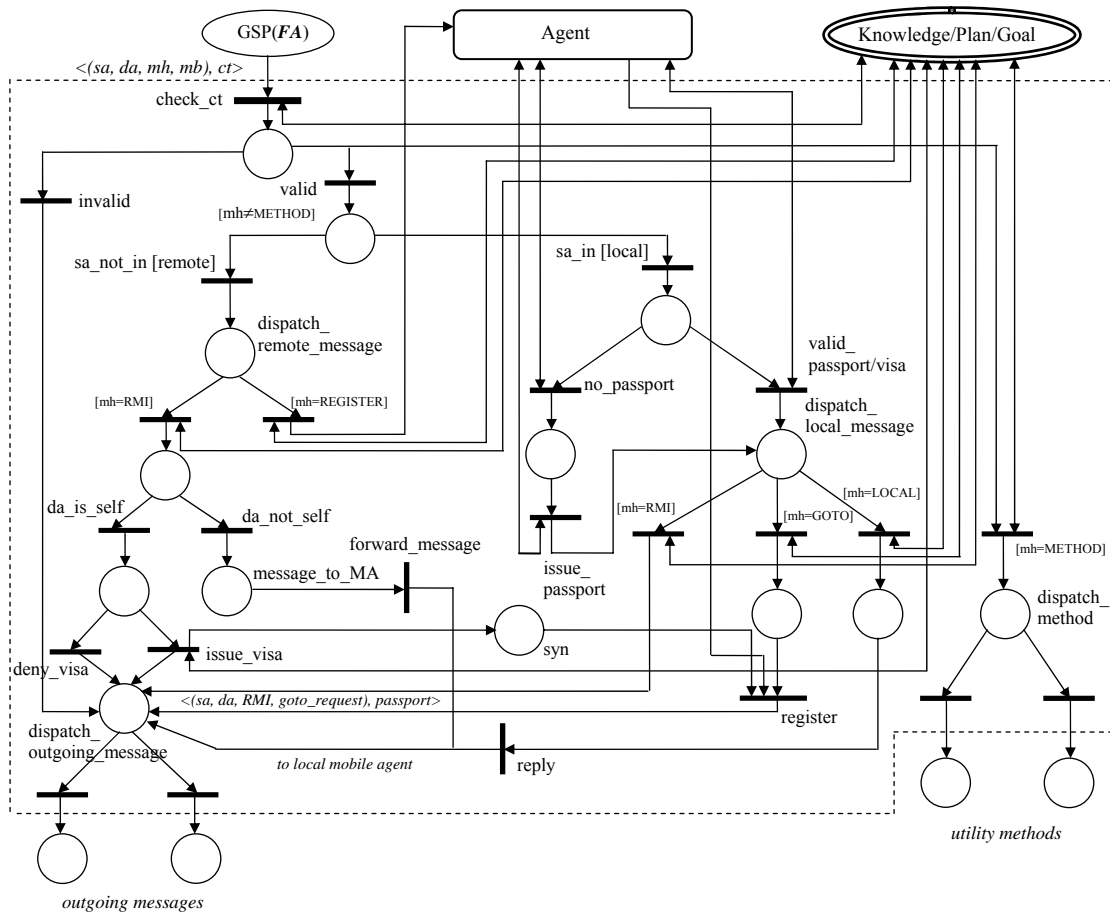 GSP(FA)
Agent
Knowledge/Plan/Goal
<(sa, da, mh, mb), ct>
check_ct
valid
invalid
[mh≠METHOD]
sa_not_in [remote]
sa_in [local]
dispatch_
remote_message
valid_
passport/visa
no_passport
[mh=RMI]
[mh=REGISTER]
dispatch_
local_message
[mh=LOCAL]
[mh=RMI]
[mh=GOTO]
da_is_self
da_not_self
forward_message
[mh=METHOD]
issue_
passport
message_to_MA
dispatch_
method
syn
deny_visa
issue_visa
<(sa, da, RMI, goto_request), passport>
register
dispatch_
outgoing_message
to local mobile agent
reply
utility methods
outgoing messages